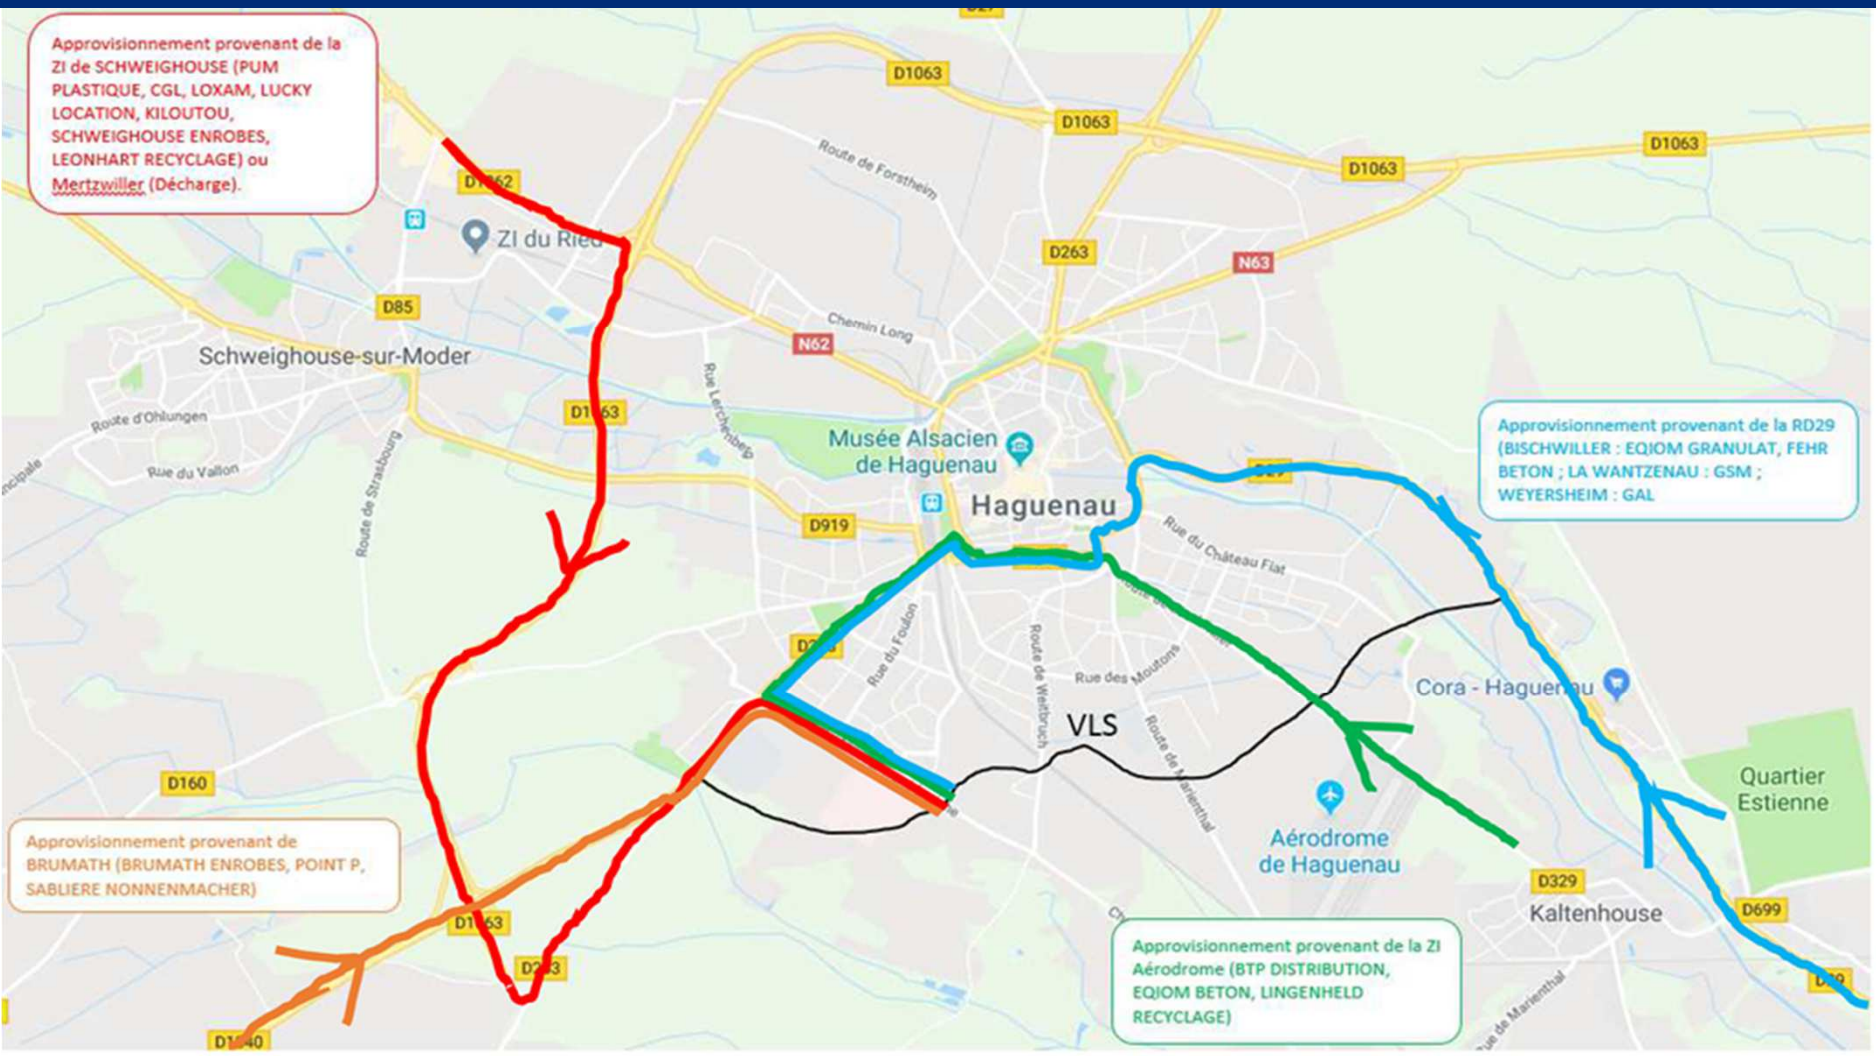 D27
Approvisionnement provenant de la
ZI de SCHWEIGHOUSE (PUM
PLASTIQUE, CGL, LOXAM, LUCKY
LOCATION, KILOUTOU,
SCHWEIGHOUSE ENROBES,
LEONHART RECYCLAGE) ou
Mertzwiller (Décharge).
D1063
D1063
D1063
D1063
Route de Forstheim
ZI du Ried
D263
N63
D85
Chemin Long
N62
Schweighouse-sur-Moder
Rue Lerchenberg
Route d'Ohlungen
Rue du Vallon
Route de Strasbourg
Musée Alsacien
de Haguenau
Approvisionnement provenant de la RD29
(BISCHWILLER : EQIOM GRANULAT, FEHR
BETON ; LA WANTZENAU : GSM ;
WEYERSHEIM : GAL
Haguenau
D919
Rue du Château Fiat
Rue du Foulon
Route de Weitbruch
Rue des Moutons
Cora - Haguenau
VLS
Route de Marienthal
D160
Quartier
Estienne
Aérodrome
de Haguenau
Approvisionnement provenant de
BRUMATH (BRUMATH ENROBES, POINT P,
SABLIERE NONNENMACHER)
D329
Kaltenhouse
D699
Approvisionnement provenant de la ZI
Aérodrome (BTP DISTRIBUTION,
EQIOM BETON, LINGENHELD
RECYCLAGE)
de Marienthal